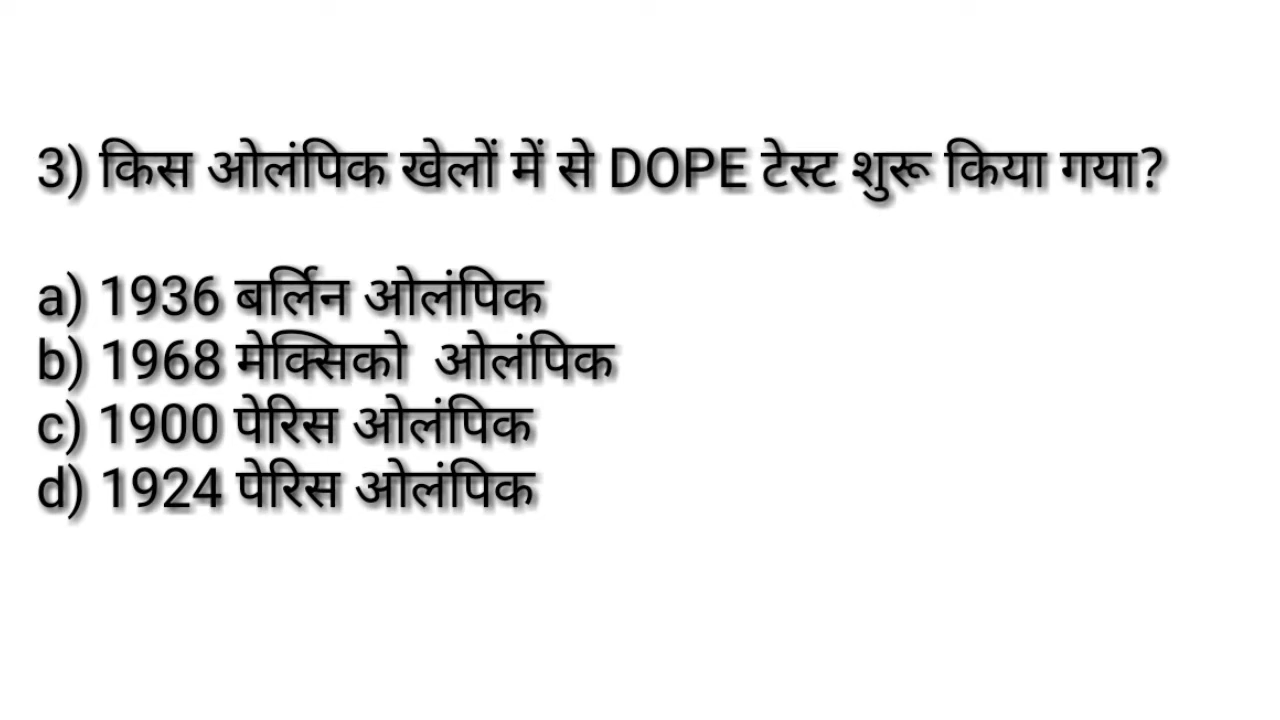 3) किस ओलंपिक खेलों में से DOPE टेस्ट शुरू किया गया?
a) 1936 बर्लिन ओलंपिक
b) 1968 मेक्सिको ओलंपिक
c) 1900 पेरिस ओलंपिक
d) 1924 पेरिस ओलंपिक